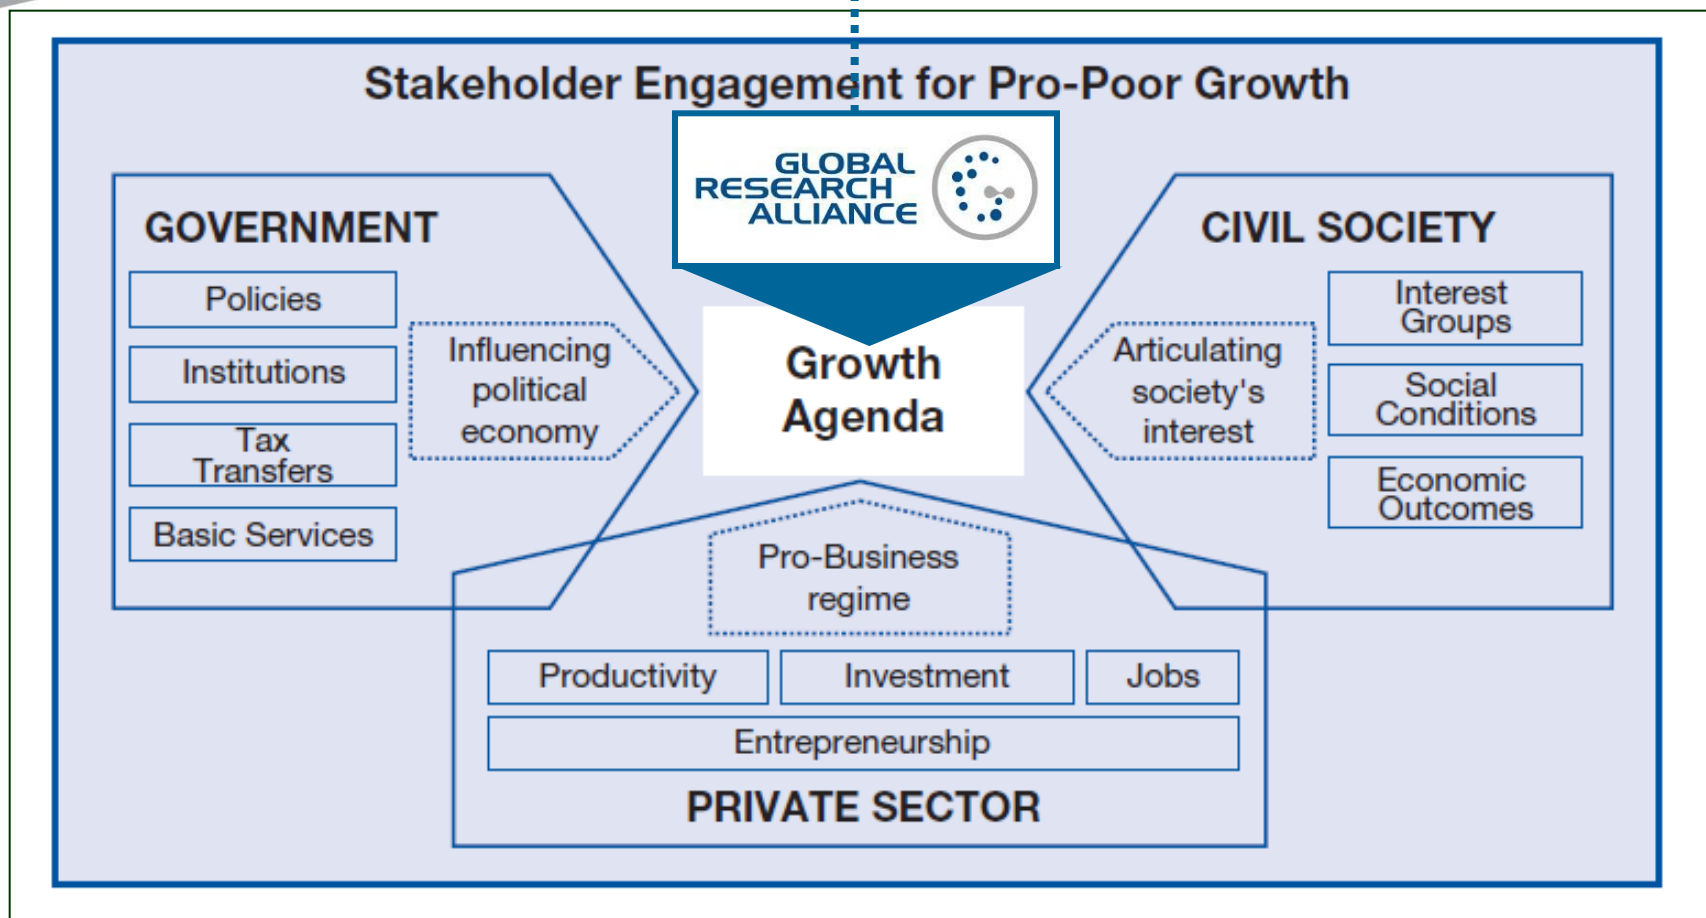 Stakeholder Engagement for Pro-Poor Growth
GLOBAL
RESEARCH
ALLIANCE
GOVERNMENT
Policies
Institutions
Tax
Transfers
Basic Services
Influencing
political
economy
Growth
Agenda
CIVIL SOCIETY
Articulating
society's
interest
Interest
Groups
Social
Conditions
Economic
Outcomes
Pro-Business
regime
Productivity
Investment
Jobs
Entrepreneurship
PRIVATE SECTOR